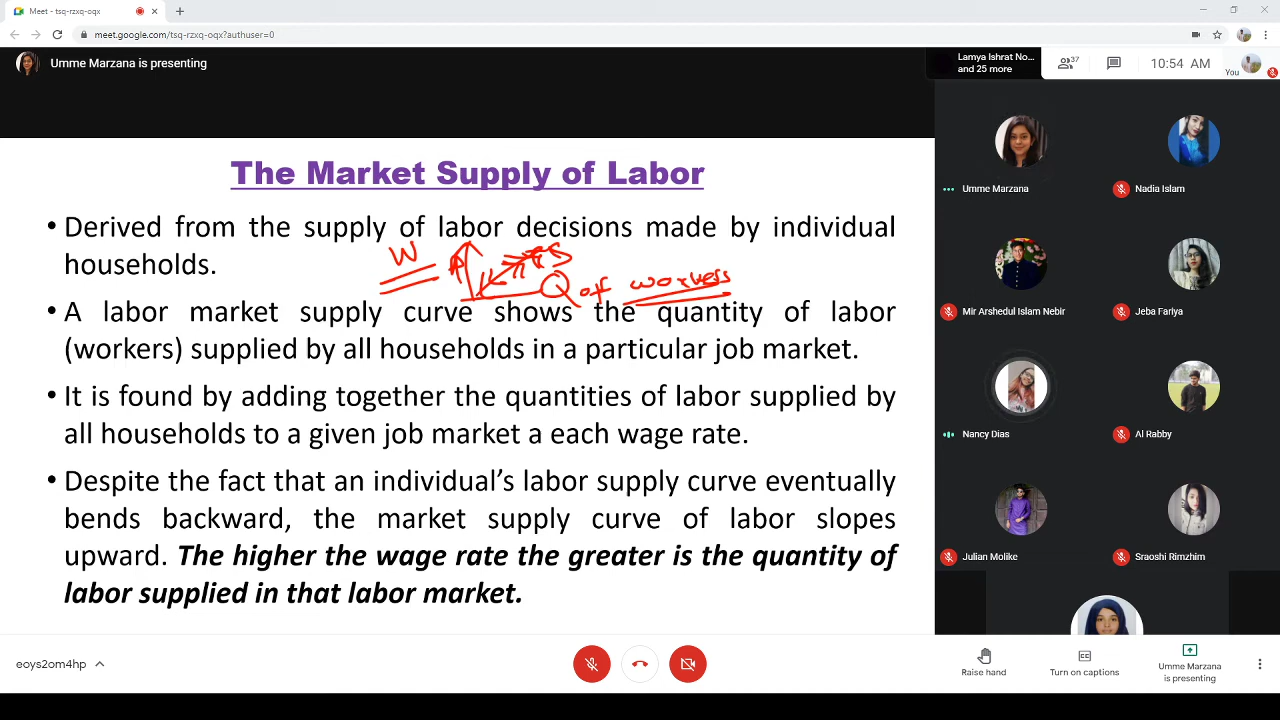 Meet - tsq-rzxq-oqx
meet.google.com/tsq-rzxq-oqx?authuser=0
Umme Marzana is presenting
Lamya Ishrat No...
and 25 more
37
10:54 AM
You
The Market Supply of Labor
• Derived from the supply of labor decisions made by individual
households.
W
S
Q of workers
• A labor market supply curve shows the quantity of labor
(workers) supplied by all households in a particular job market.
• It is found by adding together the quantities of labor supplied by
all households to a given job market a each wage rate.
• Despite the fact that an individual’s labor supply curve eventually
bends backward, the market supply curve of labor slopes
upward. The higher the wage rate the greater is the quantity of
labor supplied in that labor market.
Umme Marzana
Nadia Islam
Mir Arshedul Islam Nebir
Jeba Fariya
Nancy Dias
Al Rabby
Julian Molike
Sraoshi Rimzhim
eoys2om4hp
Raise hand
Turn on captions
Umme Marzana
is presenting